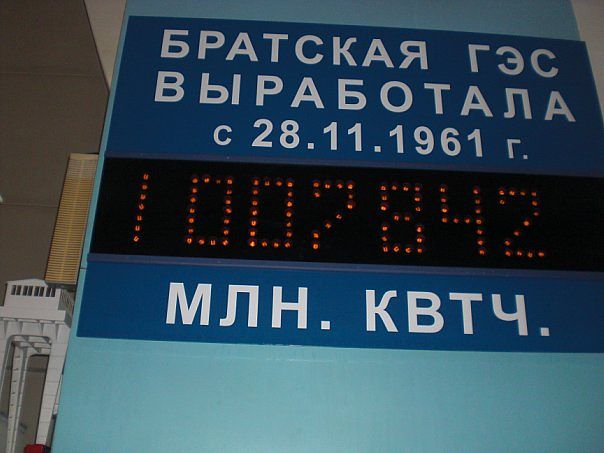 БРАТСКАЯ ГЭС
ВЫРАБОТАЛА
С 28.11.1961 Г.
1007842
МЛН. КВТЧ.